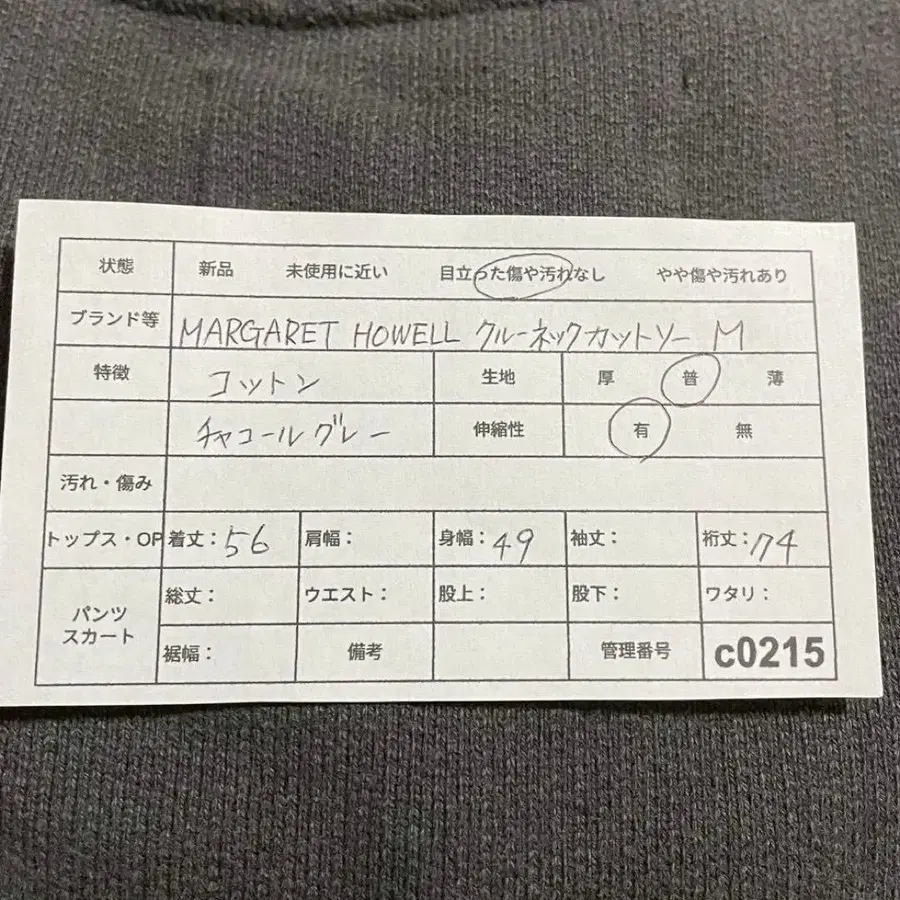 状態 新品 未使用に近い 目立った傷や汚れなし やや傷や汚れあり
ブランド等 MARGARET HOWELL クルーネックカットソー M
特徴 コットン 生地 厚 普 薄
チャコールグレー 伸縮性 有 無
汚れ・傷み
トップス・OP 着丈：56 肩幅： 身幅：49 袖丈： 裄丈：74
パンツ スカート 総丈： ウエスト： 股上： 股下： ワタリ：
裾幅： 備考 管理番号 c0215